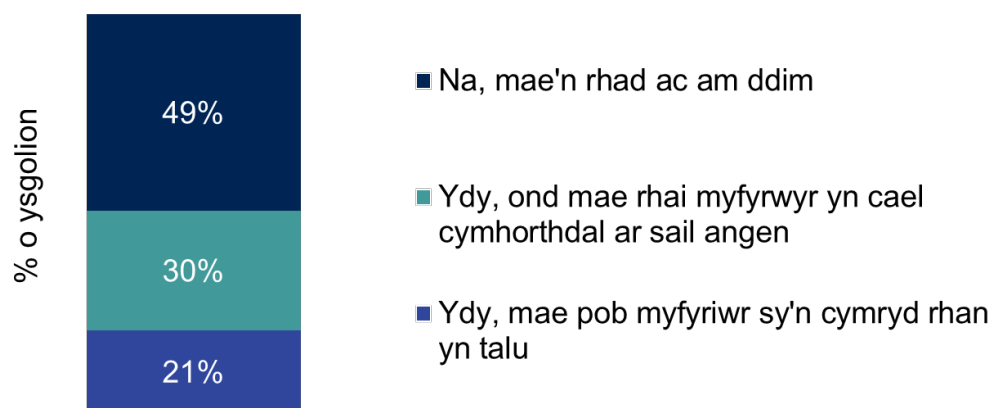 % o ysgolion
49%
30%
21%
Na, mae'n rhad ac am ddim
Ydy, ond mae rhai myfyrwyr yn cael
cymhorthdal ar sail angen
Ydy, mae pob myfyriwr sy'n cymryd rhan
yn talu